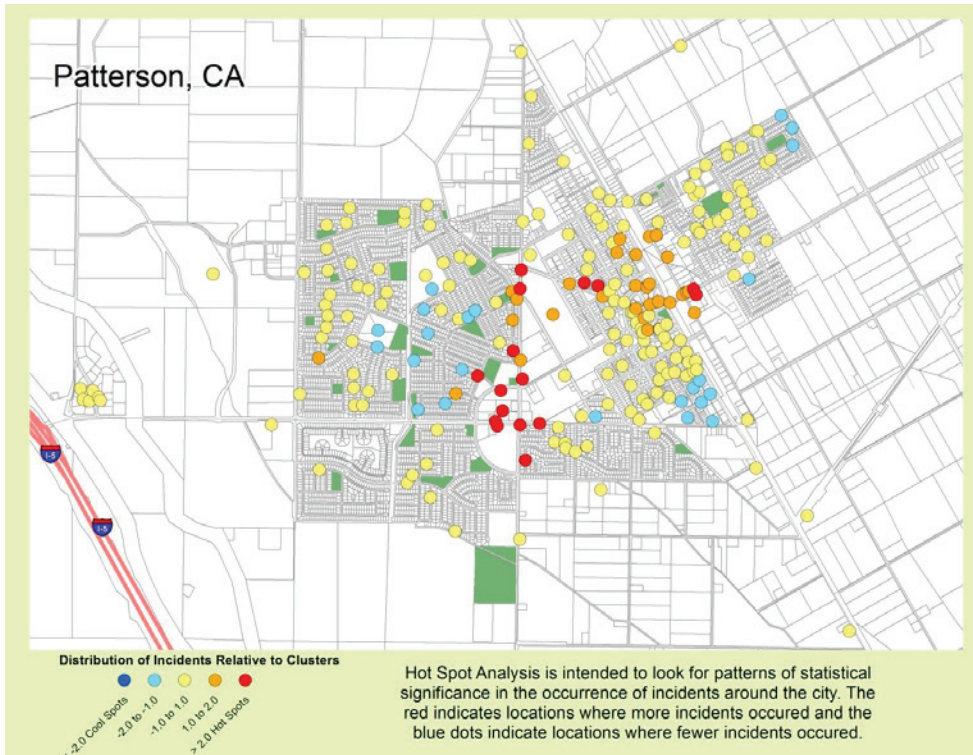 Patterson, CA
I-5
I-5
Distribution of Incidents Relative to Clusters
-2.0 Cool Spots
-2.0 to -1.0
-1.0 to 1.0
1.0 to 2.0
> 2.0 Hot Spots
Hot Spot Analysis is intended to look for patterns of statistical
significance in the occurrence of incidents around the city. The
red indicates locations where more incidents occured and the
blue dots indicate locations where fewer incidents occured.